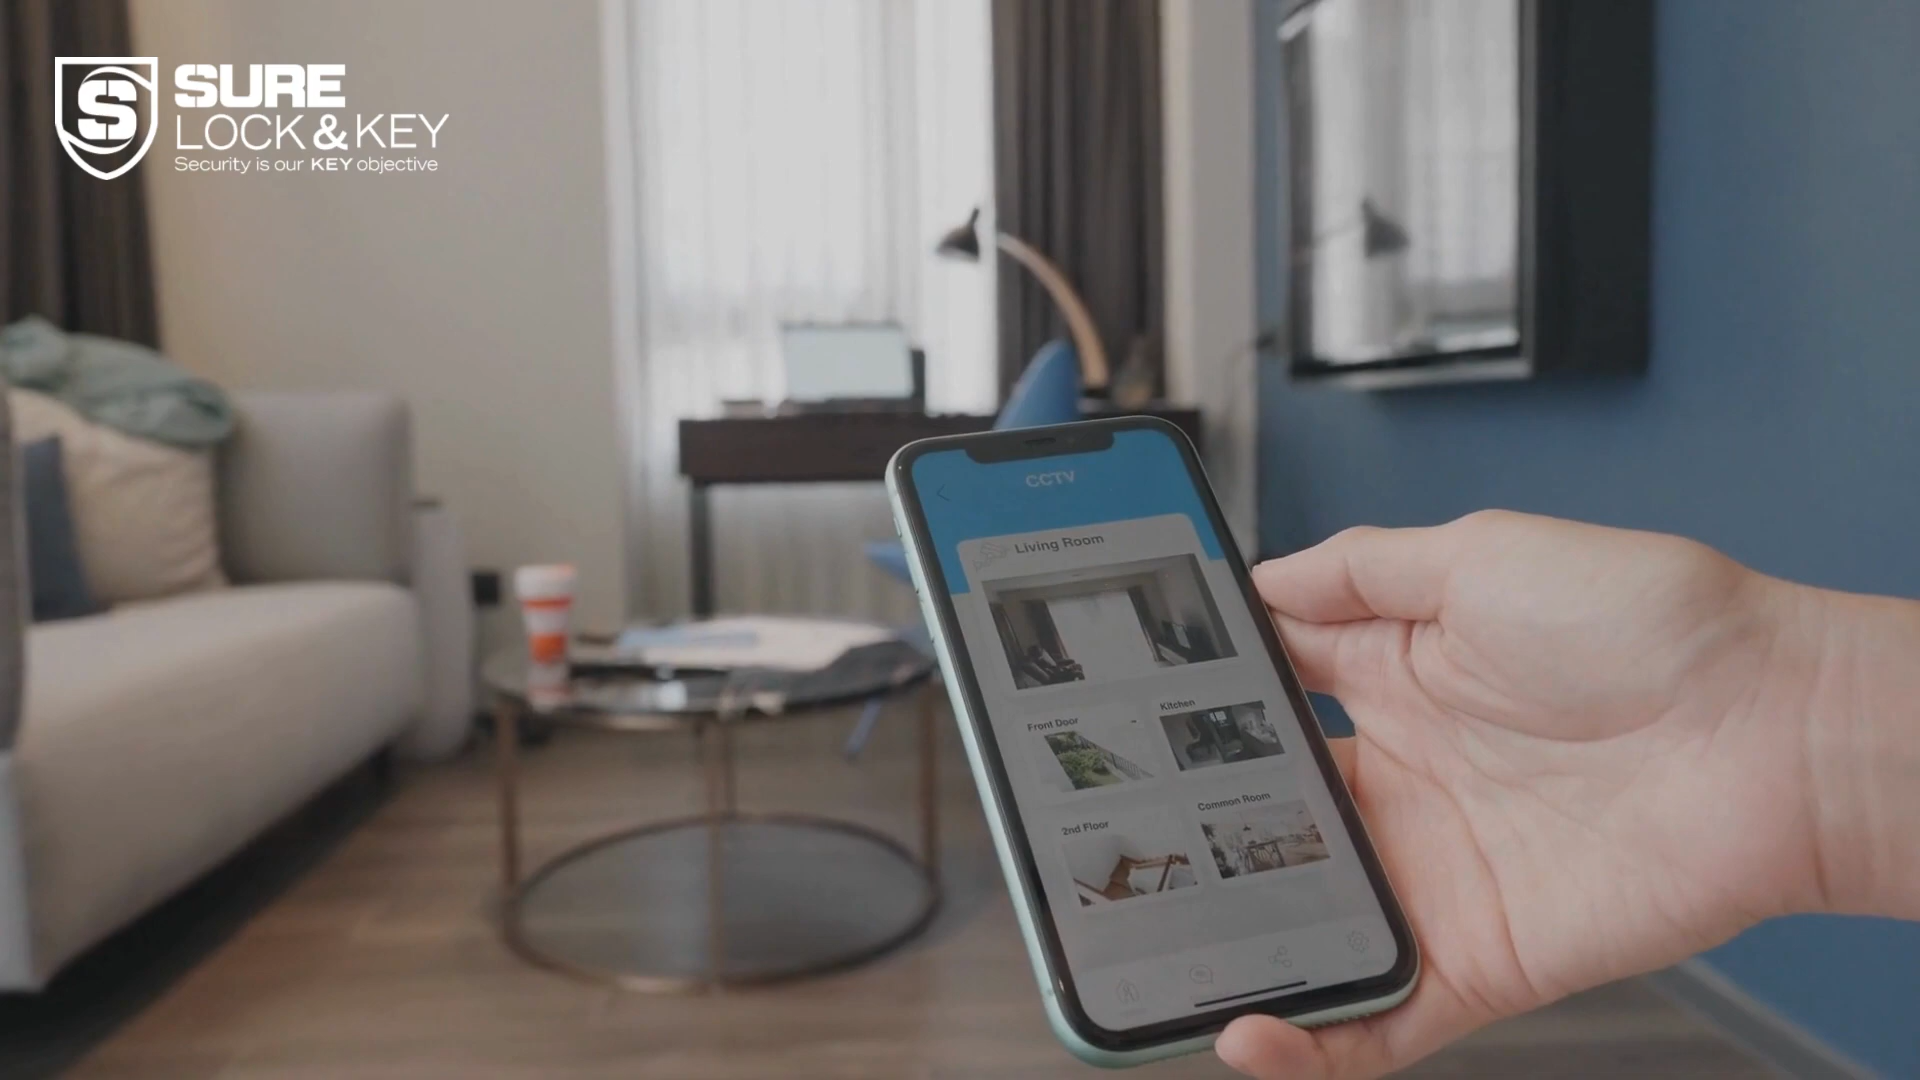 SURE
LOCK & KEY
Security is our KEY objective
CCTV
Living Room
Front Door
Kitchen
2nd Floor
Common Room